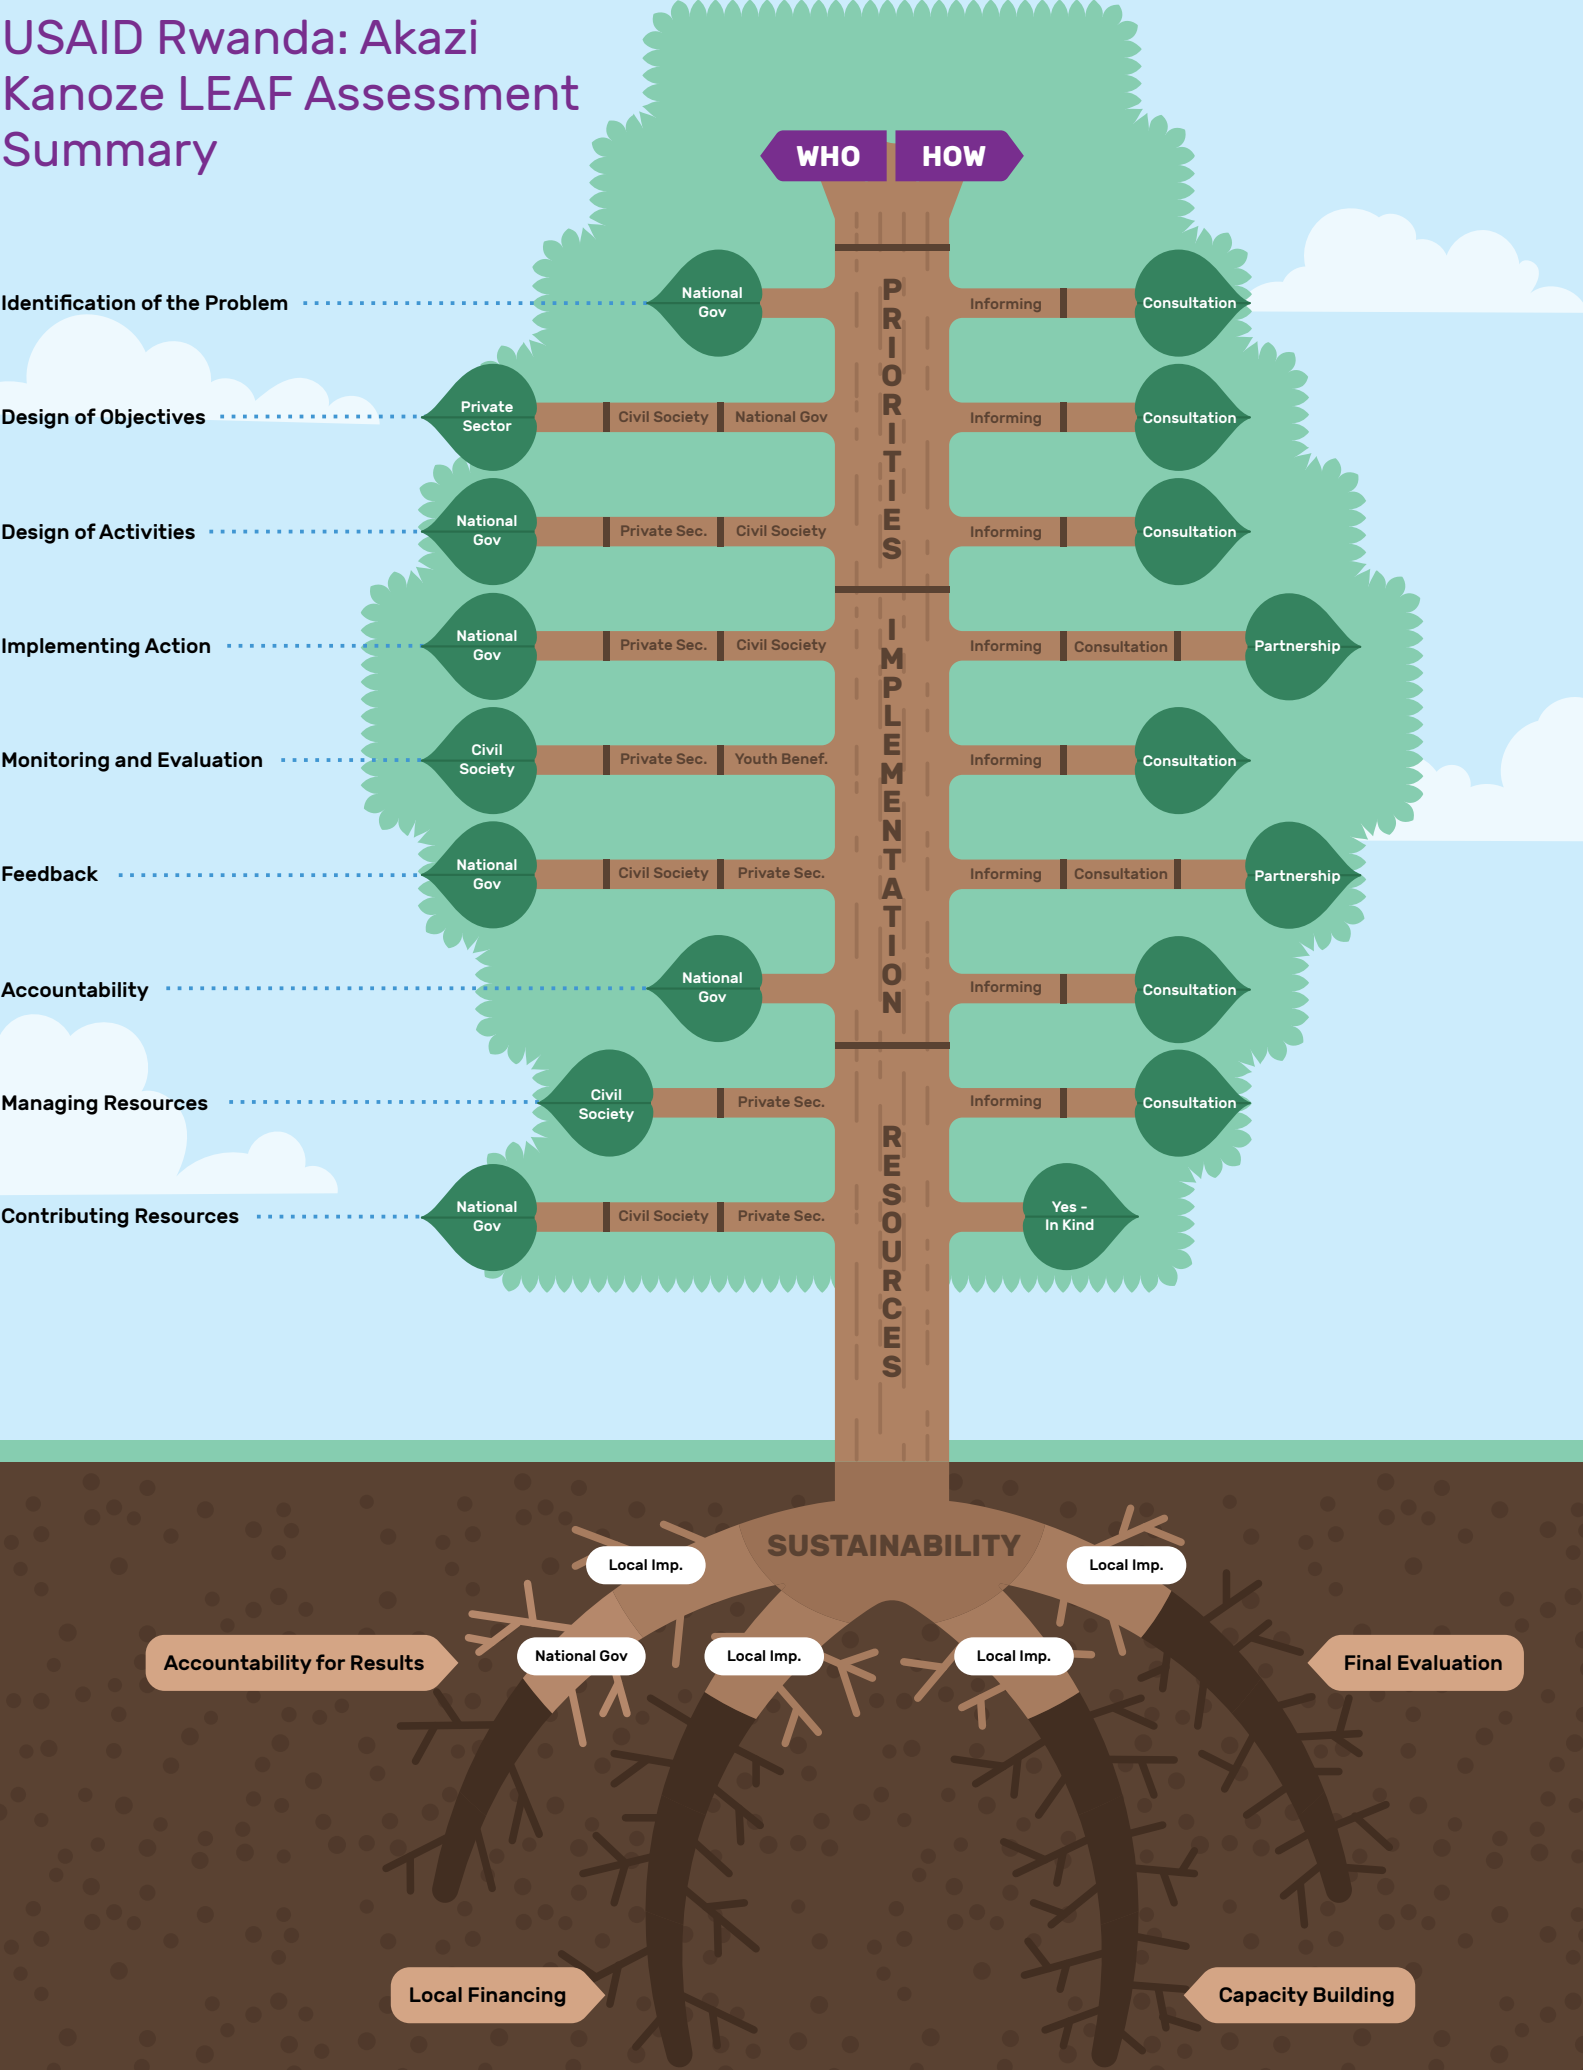 USAID Rwanda: Akazi
Kanoze LEAF Assessment
Summary
WHO
HOW
PRIORITIES
Identification of the Problem
National
Gov
Informing
Consultation
Design of Objectives
Private
Sector
Civil Society
National Gov
Informing
Consultation
Design of Activities
National
Gov
Private Sec.
Civil Society
Informing
Consultation
IMPLEMENTATION
Implementing Action
National
Gov
Private Sec.
Civil Society
Informing
Consultation
Partnership
Monitoring and Evaluation
Civil
Society
Private Sec.
Youth Benef.
Informing
Consultation
Feedback
National
Gov
Civil Society
Private Sec.
Informing
Consultation
Partnership
Accountability
National
Gov
Informing
Consultation
RESOURCES
Managing Resources
Civil
Society
Private Sec.
Informing
Consultation
Contributing Resources
National
Gov
Civil Society
Private Sec.
Yes -
In Kind
SUSTAINABILITY
Local Imp.
Local Imp.
National Gov
Local Imp.
Local Imp.
Accountability for Results
Final Evaluation
Local Financing
Capacity Building